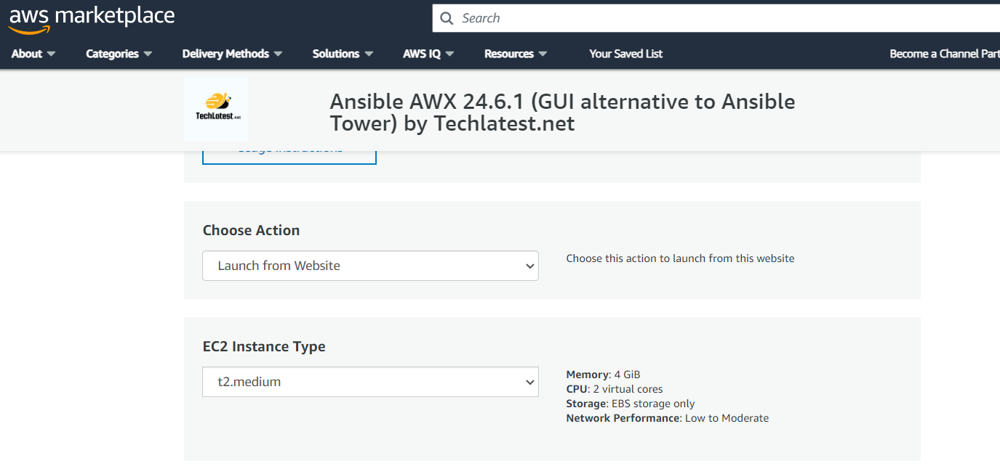 aws marketplace
Search
About
Categories
Delivery Methods
Solutions
AWS IQ
Resources
Your Saved List
Become a Channel Part
TechLatest.net
Ansible AWX 24.6.1 (GUI alternative to Ansible
Tower) by Techlatest.net
Choose Action
Launch from Website
Choose this action to launch from this website
EC2 Instance Type
t2.medium
Memory: 4 GiB
CPU: 2 virtual cores
Storage: EBS storage only
Network Performance: Low to Moderate